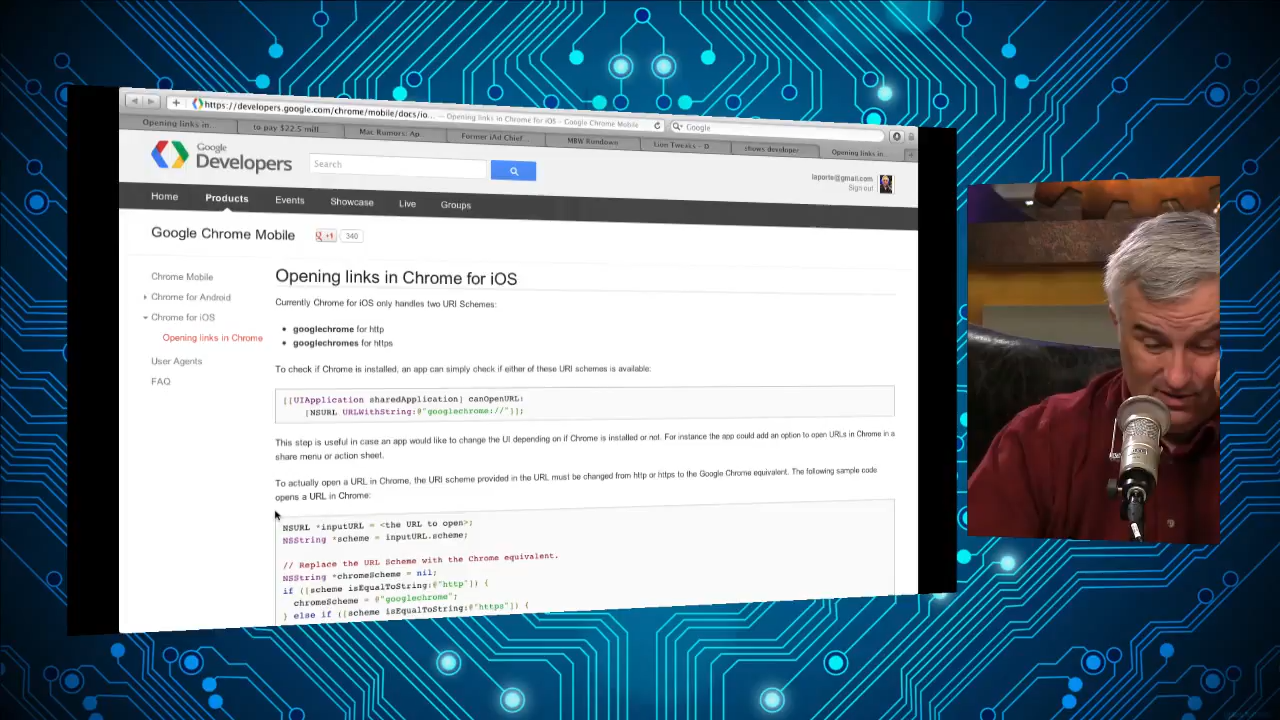 https://developers.google.com/chrome/mobile/docs/io... — Opening links in Chrome for iOS - Google Chrome Mobile
Google
Opening links in...
to pay $22.5 mill...
Mac Rumors: Ap...
Former iAd Chief...
MBW Rundown
Lion Tweaks - D
shows developer
Opening links in...
Google
Developers
Search
laporte@gmail.com
Sign out
Home
Products
Events
Showcase
Live
Groups
Google Chrome Mobile
+1
340
Chrome Mobile
Chrome for Android
Chrome for iOS
Opening links in Chrome
User Agents
FAQ
Opening links in Chrome for iOS
Currently Chrome for iOS only handles two URI Schemes:
googlechrome for http
googlechromes for https
To check if Chrome is installed, an app can simply check if either of these URI schemes is available:
[[UIApplication sharedApplication] canOpenURL:
[NSURL URLWithString:@"googlechrome://"]];
This step is useful in case an app would like to change the UI depending on if Chrome is installed or not. For instance the app could add an option to open URLs in Chrome in a
share menu or action sheet.
To actually open a URL in Chrome, the URI scheme provided in the URL must be changed from http or https to the Google Chrome equivalent. The following sample code
opens a URL in Chrome:
NSURL *inputURL = <the URL to open>;
NSString *scheme = inputURL.scheme;
// Replace the URL Scheme with the Chrome equivalent.
NSString *chromeScheme = nil;
if ([scheme isEqualToString:@"http"]) {
chromeScheme = @"googlechrome";
} else if ([scheme isEqualToString:@"https"]) {